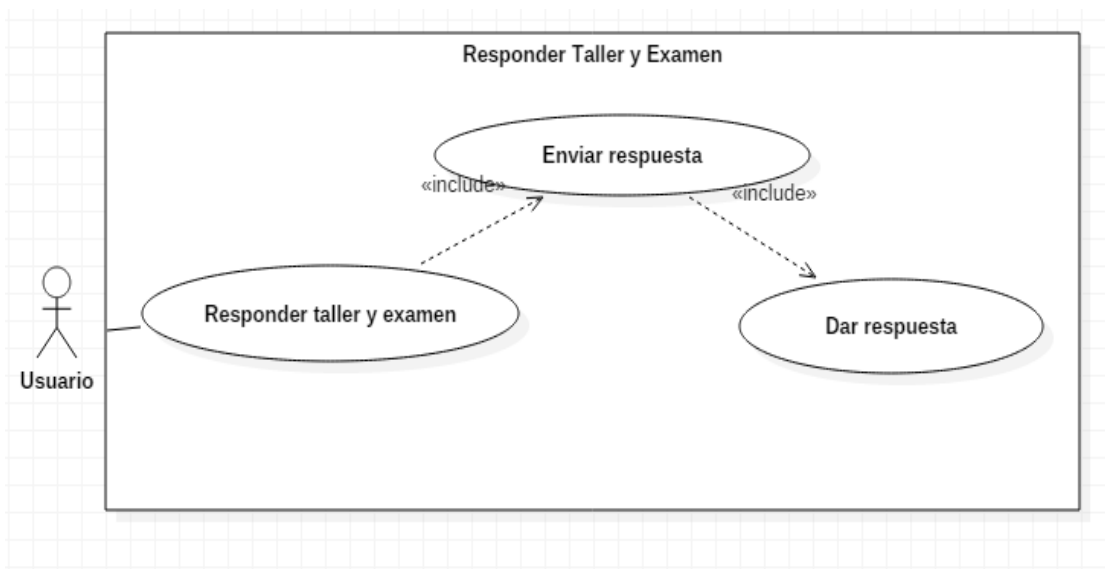 Responder Taller y Examen
Enviar respuesta
«include»
«include»
Responder taller y examen
Dar respuesta
Usuario